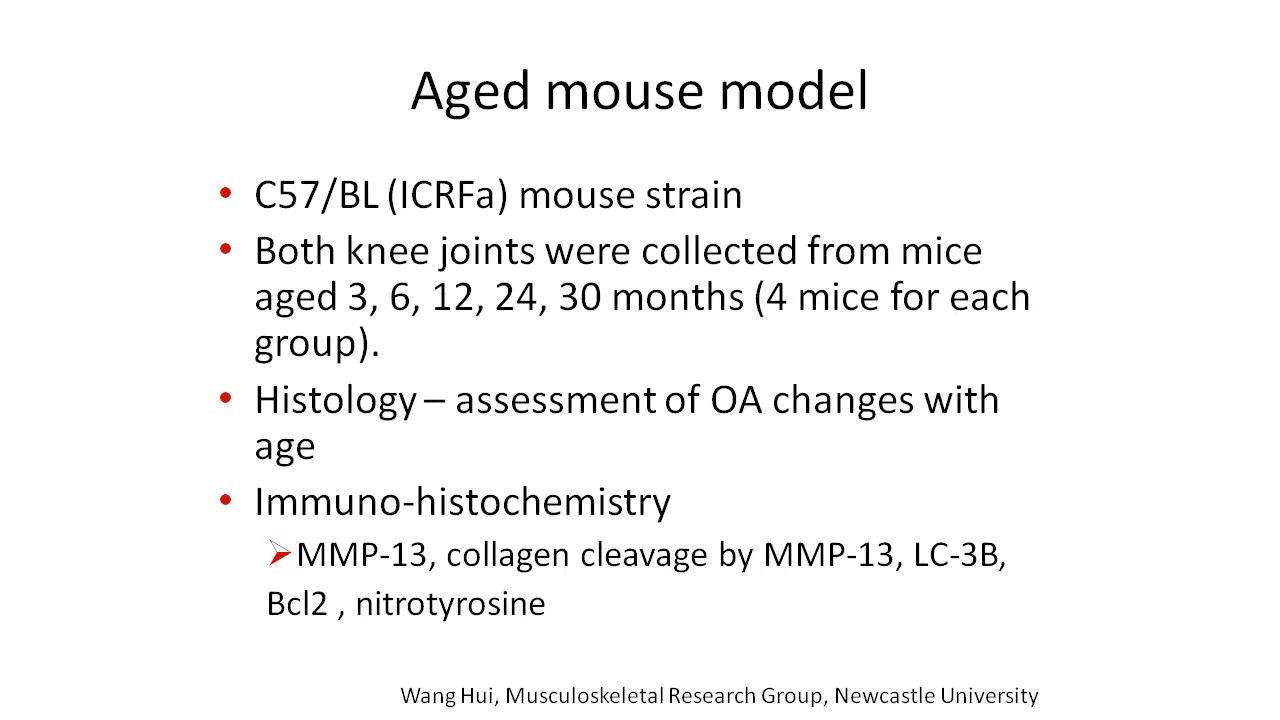 Aged mouse model
• C57/BL (ICRFa) mouse strain
• Both knee joints were collected from mice
aged 3, 6, 12, 24, 30 months (4 mice for each
group).
• Histology – assessment of OA changes with
age
• Immuno-histochemistry
➢MMP-13, collagen cleavage by MMP-13, LC-3B,
Bcl2 , nitrotyrosine
Wang Hui, Musculoskeletal Research Group, Newcastle University